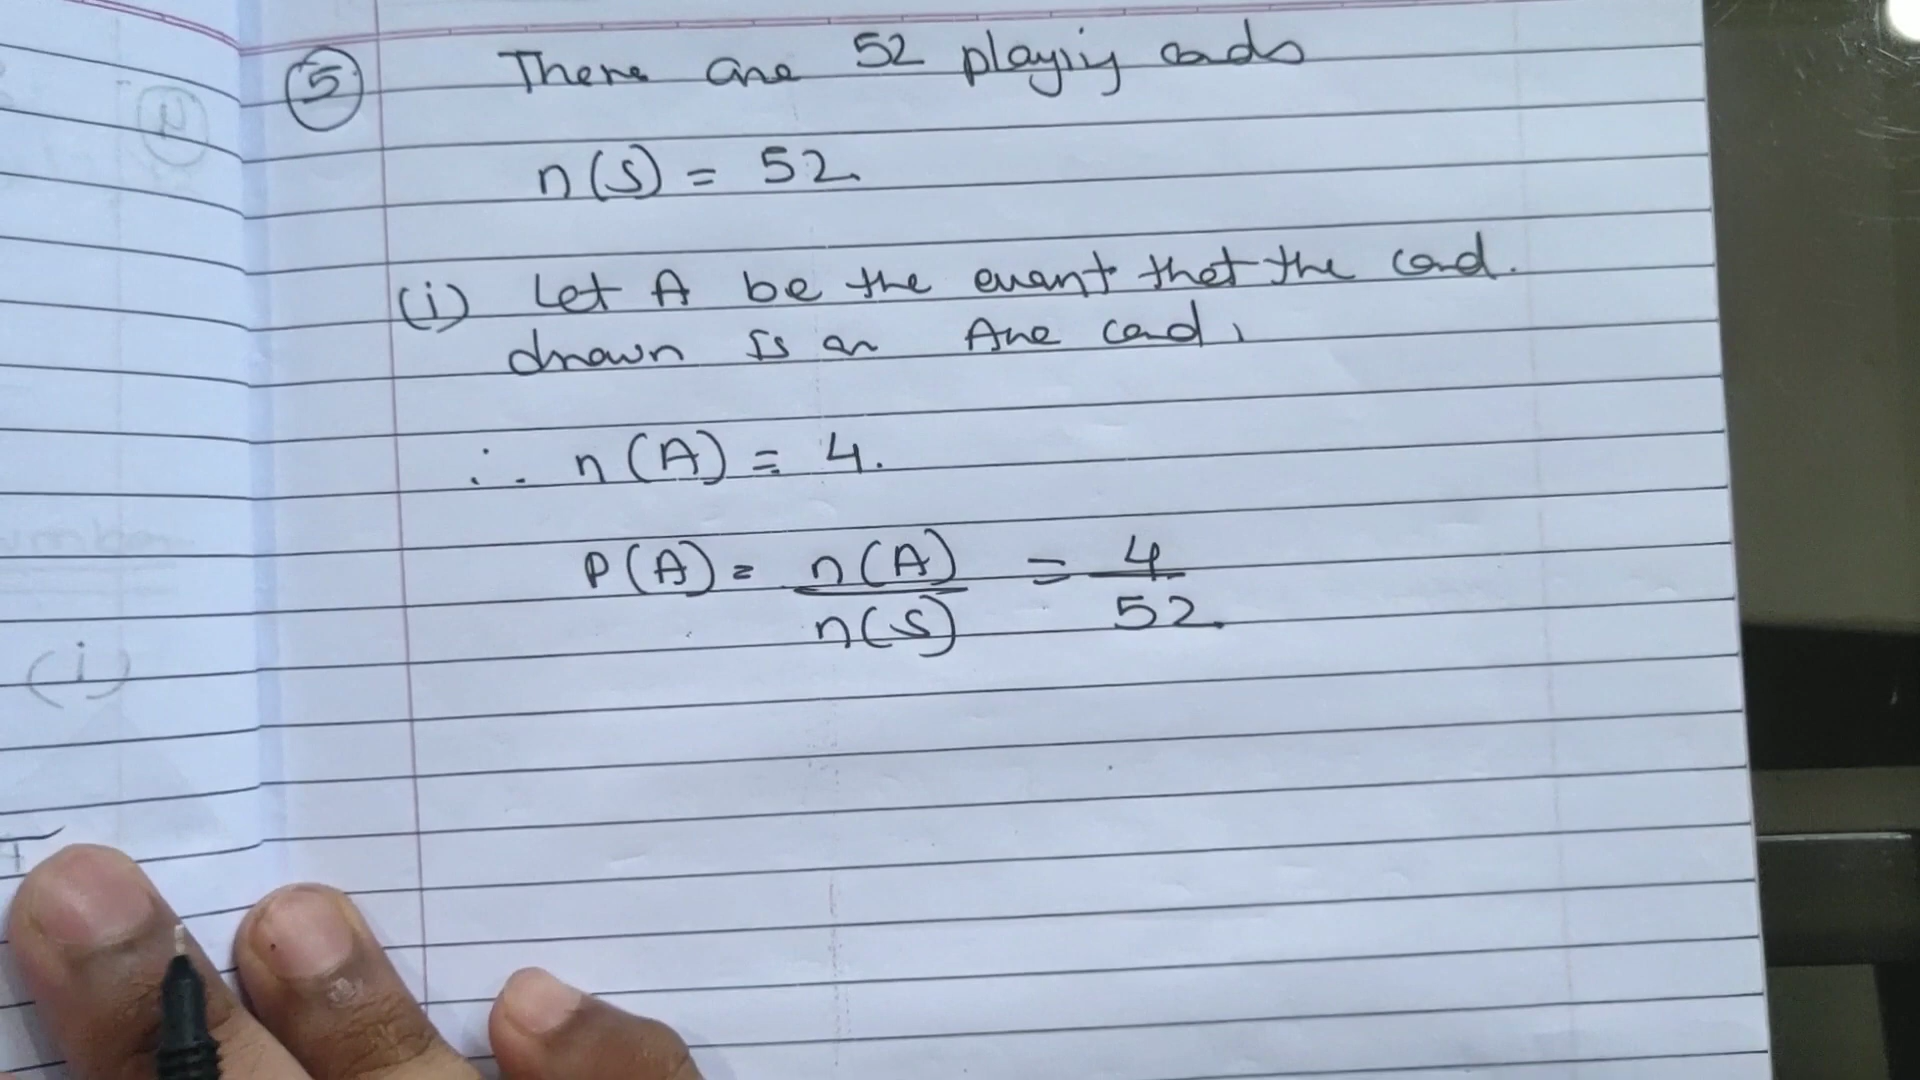 5 There are 52 playing cards
n(S) = 52.
(i) Let A be the event that the card.
drawn is an Ace card.
∴ n(A) = 4.
P(A) = n(A)/n(S) = 4/52.
(i)